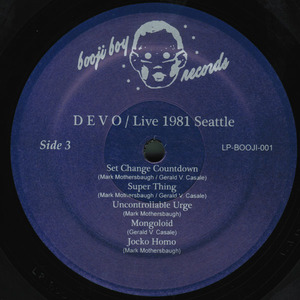 booji boy
records
DEVO / Live 1981 Seattle
Side 3
LP-BOOJI-001
Set Change Countdown
(Mark Mothersbaugh / Gerald V. Casale)
Super Thing
(Mark Mothersbaugh / Gerald V. Casale)
Uncontrollable Urge
(Mark Mothersbaugh)
Mongoloid
(Gerald V. Casale)
Jocko Homo
(Mark Mothersbaugh)